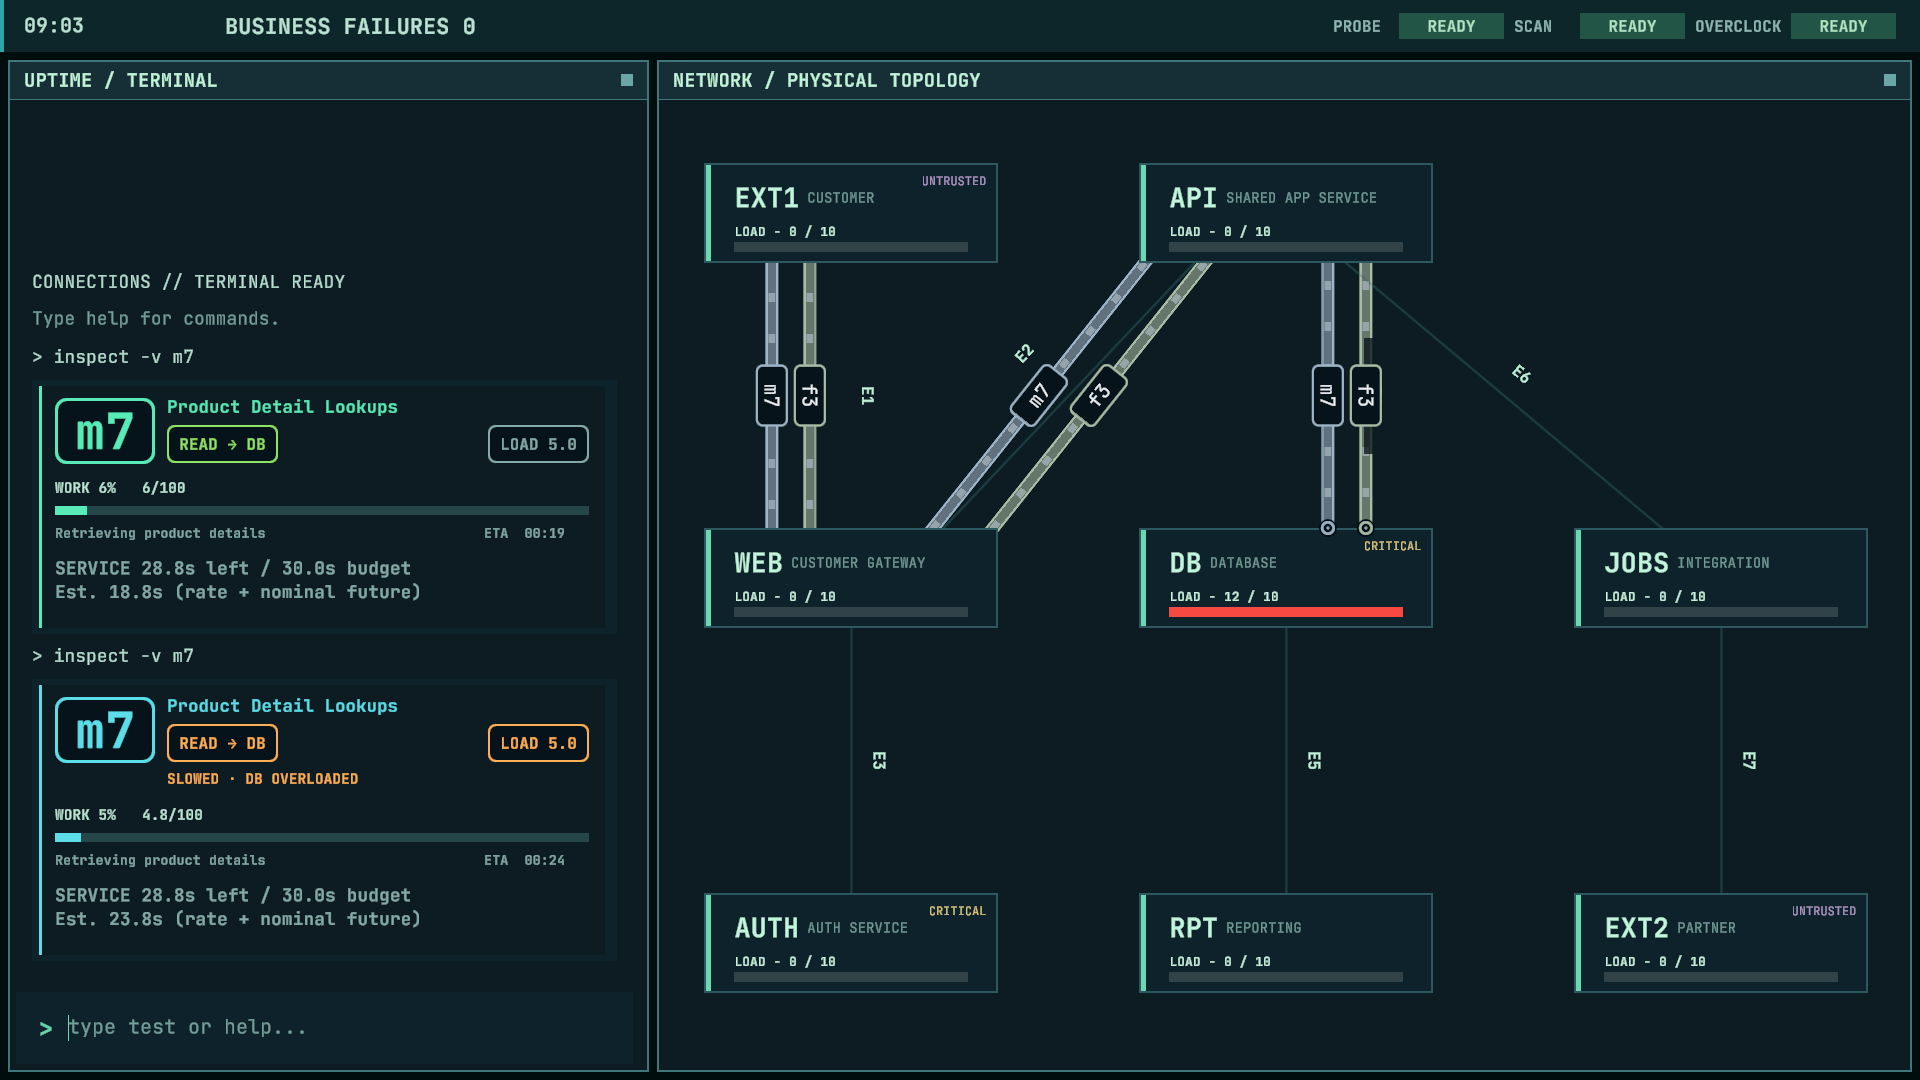 09:03
BUSINESS FAILURES 0
PROBE READY SCAN READY OVERCLOCK READY
UPTIME / TERMINAL
CONNECTIONS // TERMINAL READY
Type help for commands.
> inspect -v m7
m7 Product Detail Lookups
READ → DB
LOAD 5.0
WORK 6% 6/100
Retrieving product details ETA 00:19
SERVICE 28.8s left / 30.0s budget
Est. 18.8s (rate + nominal future)
> inspect -v m7
m7 Product Detail Lookups
READ → DB
LOAD 5.0
SLOWED · DB OVERLOADED
WORK 5% 4.8/100
Retrieving product details ETA 00:24
SERVICE 28.8s left / 30.0s budget
Est. 23.8s (rate + nominal future)
> type test or help...
NETWORK / PHYSICAL TOPOLOGY
UNTRUSTED
EXT1 CUSTOMER
LOAD - 0 / 10
API SHARED APP SERVICE
LOAD - 0 / 10
m7
f3
E1
E2
m7
f3
m7
f3
E6
WEB CUSTOMER GATEWAY
LOAD - 0 / 10
CRITICAL
DB DATABASE
LOAD - 12 / 10
JOBS INTEGRATION
LOAD - 0 / 10
E3
E5
E7
CRITICAL
AUTH AUTH SERVICE
LOAD - 0 / 10
RPT REPORTING
LOAD - 0 / 10
UNTRUSTED
EXT2 PARTNER
LOAD - 0 / 10